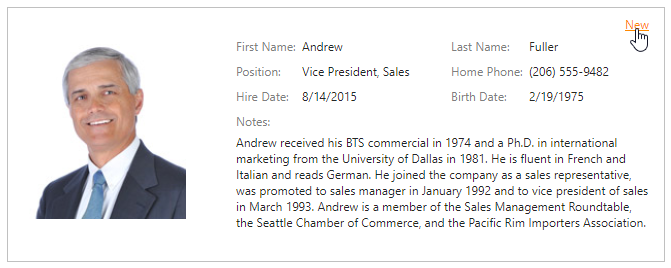 New
First Name: Andrew Last Name: Fuller
Position: Vice President, Sales Home Phone: (206) 555-9482
Hire Date: 8/14/2015 Birth Date: 2/19/1975
Notes:
Andrew received his BTS commercial in 1974 and a Ph.D. in international
marketing from the University of Dallas in 1981. He is fluent in French and
Italian and reads German. He joined the company as a sales representative,
was promoted to sales manager in January 1992 and to vice president of sales
in March 1993. Andrew is a member of the Sales Management Roundtable,
the Seattle Chamber of Commerce, and the Pacific Rim Importers Association.